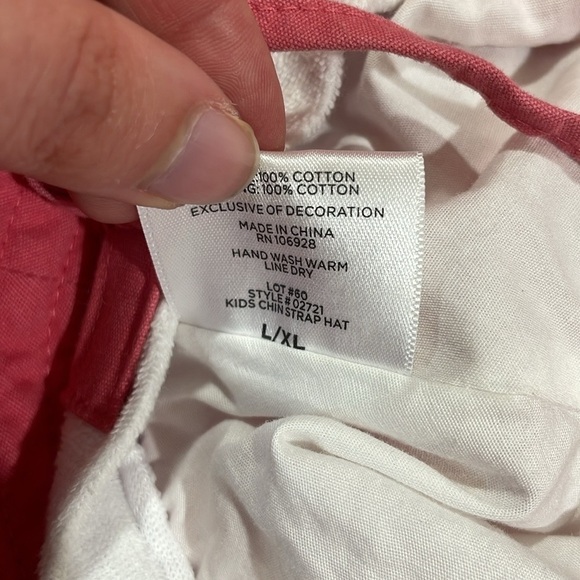 :100% COTTON
NG: 100% COTTON
EXCLUSIVE OF DECORATION
MADE IN CHINA
RN 106928
HAND WASH WARM
LINE DRY
LOT #60
STYLE # 02721
KIDS CHIN STRAP HAT
L/XL